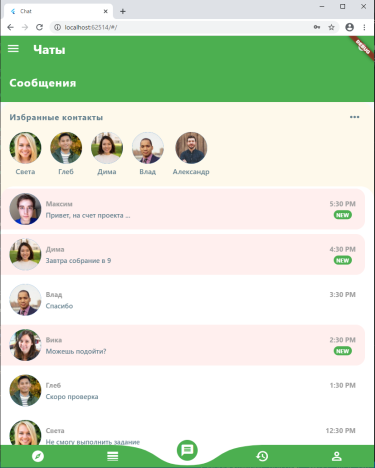 Chat
localhost:62514/#/
DEBUG
Чаты
Сообщения
Избранные контакты
Света
Глеб
Дима
Влад
Александр
Максим
5:30 PM
Привет, на счет проекта ...
NEW
Дима
4:30 PM
Завтра собрание в 9
NEW
Влад
3:30 PM
Спасибо
Вика
2:30 PM
Можешь подойти?
NEW
Глеб
1:30 PM
Скоро проверка
Света
12:30 PM
Не смогу выполнить задание